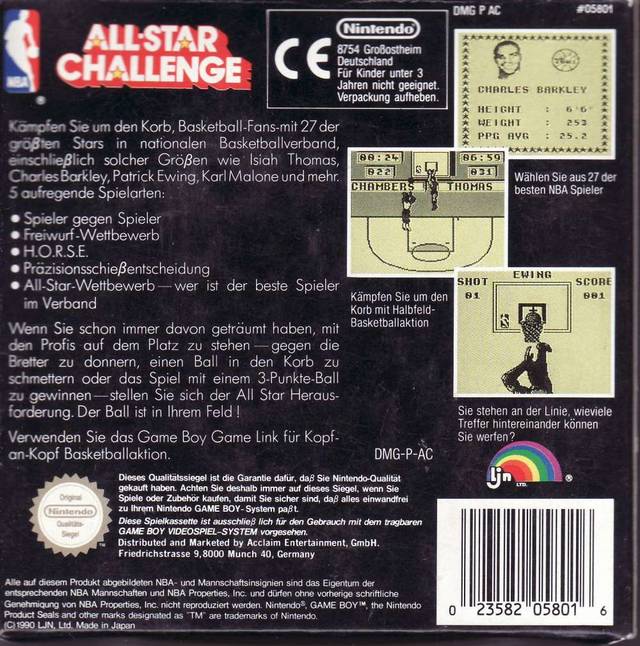 DMG P AC
#05801
NBA
®
ALL★STAR
CHALLENGE
CE
Nintendo
8754 Großostheim
Deutschland
Für Kinder unter 3
Jahren nicht geeignet.
Verpackung aufheben.
CHARLES BARKLEY
HEIGHT : 6'6"
WEIGHT : 253
PPG AVG : 25.2
Wählen Sie aus 27 der
besten NBA Spieler
Kämpfen Sie um den Korb, Basketball-Fans-mit 27 der
größten Stars in nationalen Basketballverband,
einschließlich solcher Größen wie Isiah Thomas,
Charles Barkley, Patrick Ewing, Karl Malone und mehr.
5 aufregende Spielarten:
● Spieler gegen Spieler
● Freiwurf-Wettbewerb
● H.O.R.S.E.
● Präzisionsschießentscheidung
● All-Star-Wettbewerb — wer ist der beste Spieler
im Verband
00:24 06:59
022 031
CHAMBERS THOMAS
Kämpfen Sie um den
Korb mit Halbfeld-
Basketballaktion
EWING
SHOT SCORE
01 001
Sie stehen an der Linie, wieviele
Treffer hintereinander können
Sie werfen?
Wenn Sie schon immer davon geträumt haben, mit
den Profis auf dem Platz zu stehen — gegen die
Bretter zu donnern, einen Ball in den Korb zu
schmettern oder das Spiel mit einem 3-Punkte-Ball
zu gewinnen — stellen Sie sich der All Star Heraus-
forderung. Der Ball ist in Ihrem Feld !
Verwenden Sie das Game Boy Game Link für Kopf-
an-Kopf Basketballaktion.
DMG-P-AC
ljn LTD. ®
Original
Nintendo
Qualitäts-
Siegel
TM
Dieses Qualitätssiegel ist die Garantie dafür, daß Sie Nintendo-Qualität
gekauft haben. Achten Sie deshalb immer auf dieses Siegel, wenn Sie
Spiele oder Zubehör kaufen, damit Sie sicher sind, daß alles einwandfrei
zu Ihrem Nintendo GAME BOY-System paßt.
Diese Spielkassette ist ausschließ lich für den Gebrauch mit dem tragbaren
GAME BOY VIDEOSPIEL-SYSTEM vorgesehen.
Distributed and Marketed by Acclaim Entertainment, GmbH.
Friedrichstrasse 9,8000 Munch 40, Germany
Alle auf diesem Produkt abgebildeten NBA- und Mannschaftsinsignien sind das Eigentum der
entsprechenden NBA Mannschaften und NBA Properties, Inc. und dürfen ohne vorherige schriftliche
Genehmigung von NBA Properties, Inc. nicht reproduziert werden. Nintendo®, GAME BOY™, the Nintendo
Product Seals and other marks designated as "TM" are trademarks of Nintendo.
(C)1990 LJN, Ltd. Made in Japan
0 23582 05801 6